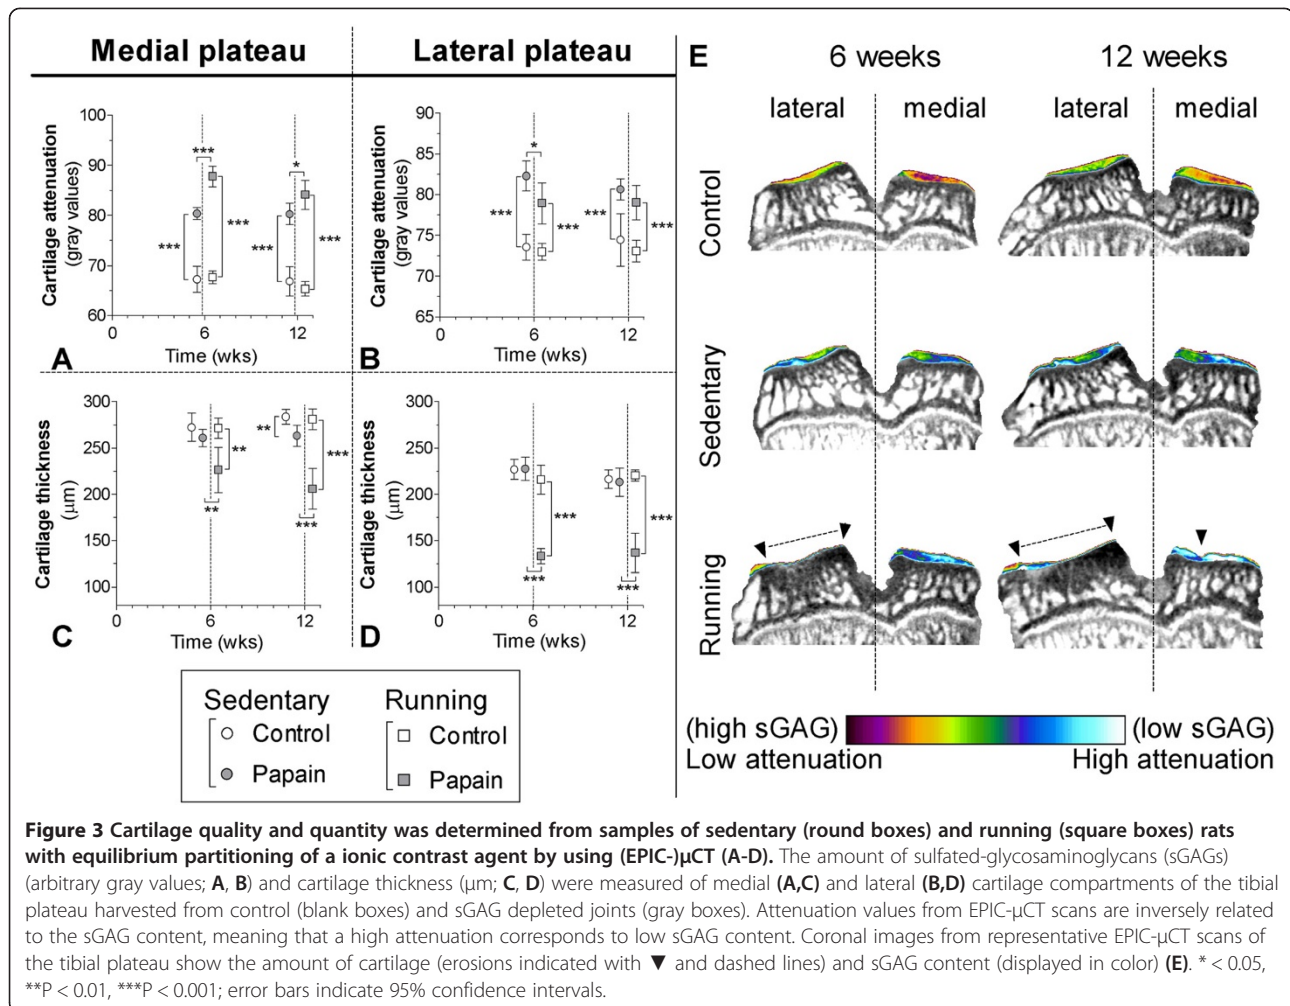 Medial plateau
Lateral plateau
Cartilage attenuation
(gray values)
100
90
80
70
60
***
*
***
***
***
***
0
6
12
A
Time (wks)
Cartilage attenuation
(gray values)
90
85
80
75
70
65
*
***
***
***
***
0
6
12
B
Time (wks)
Cartilage thickness
(µm)
300
250
200
150
100
**
**
***
**
***
0
6
12
C
Time (wks)
Cartilage thickness
(µm)
300
250
200
150
100
***
***
***
***
0
6
12
D
Time (wks)
Sedentary
Control
Papain
Running
Control
Papain
E
6 weeks
12 weeks
lateral
medial
lateral
medial
Control
Sedentary
Running
(high sGAG)
(low sGAG)
Low attenuation
High attenuation
Figure 3 Cartilage quality and quantity was determined from samples of sedentary (round boxes) and running (square boxes) rats
with equilibrium partitioning of a ionic contrast agent by using (EPIC-)µCT (A-D). The amount of sulfated-glycosaminoglycans (sGAGs)
(arbitrary gray values; A, B) and cartilage thickness (µm; C, D) were measured of medial (A,C) and lateral (B,D) cartilage compartments of the tibial
plateau harvested from control (blank boxes) and sGAG depleted joints (gray boxes). Attenuation values from EPIC-µCT scans are inversely related
to the sGAG content, meaning that a high attenuation corresponds to low sGAG content. Coronal images from representative EPIC-µCT scans of
the tibial plateau show the amount of cartilage (erosions indicated with ▼ and dashed lines) and sGAG content (displayed in color) (E). * < 0.05,
**P < 0.01, ***P < 0.001; error bars indicate 95% confidence intervals.